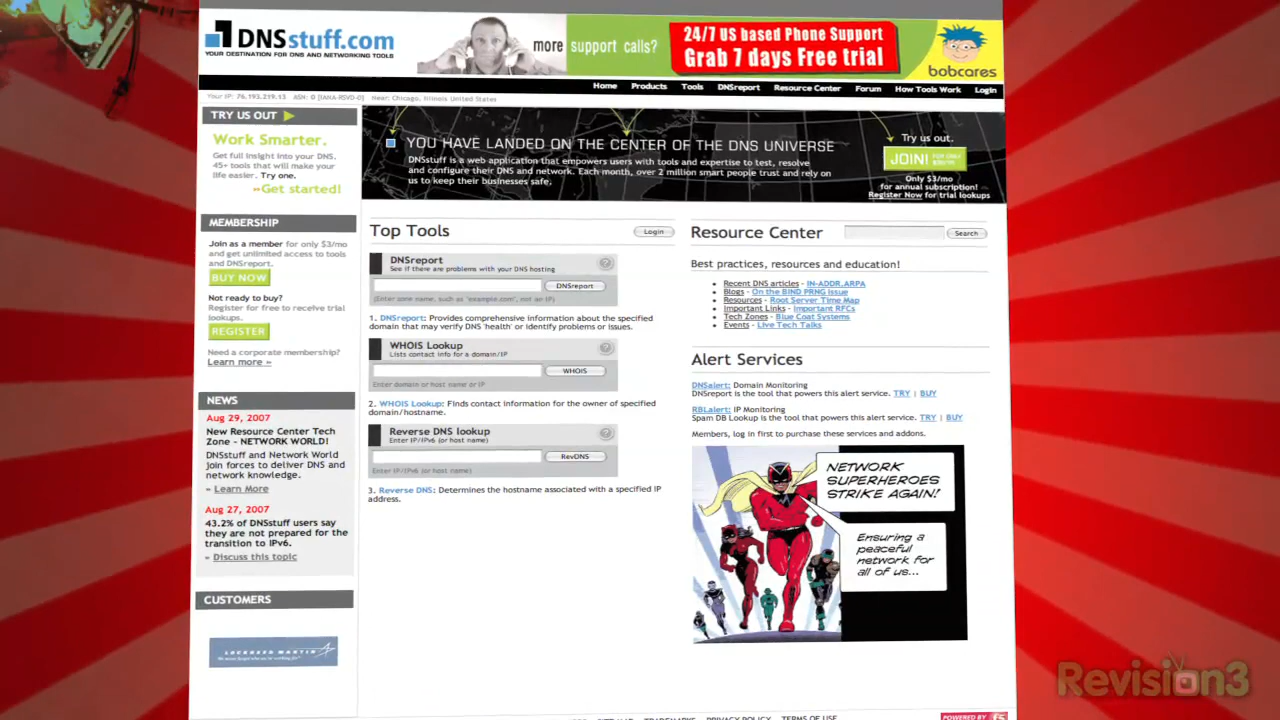 DNSstuff.com
YOUR DESTINATION FOR DNS AND NETWORKING TOOLS
more support calls?
24/7 US based Phone Support
Grab 7 days Free trial
bobcares
Home Products Tools DNSreport Resource Center Forum How Tools Work Login
Your IP: 76.193.219.13 ASN: 0 [IANA-RSVD-0] Near: Chicago, Illinois United States
TRY US OUT
Work Smarter.
Get full insight into your DNS.
45+ tools that will make your
life easier. Try one.
Get started!
YOU HAVE LANDED ON THE CENTER OF THE DNS UNIVERSE
DNSstuff is a web application that empowers users with tools and expertise to test, resolve
and configure their DNS and network. Each month, over 2 million smart people trust and rely on
us to keep their businesses safe.
Try us out.
JOIN!
Only $3/mo
for annual subscription!
Register Now for trial lookups
MEMBERSHIP
Join as a member for only $3/mo
and get unlimited access to tools
and DNSreport.
BUY NOW
Not ready to buy?
Register for free to receive trial
lookups.
REGISTER
Need a corporate membership?
Learn more »
NEWS
Aug 29, 2007
New Resource Center Tech
Zone - NETWORK WORLD!
DNSstuff and Network World
join forces to deliver DNS and
network knowledge.
» Learn More
Aug 27, 2007
43.2% of DNSstuff users say
they are not prepared for the
transition to IPv6.
» Discuss this topic
CUSTOMERS
LOCKHEED MARTIN
We never forget who we're working for®
Top Tools
Login
DNSreport
See if there are problems with your DNS hosting
DNSreport
(Enter some name, such as 'example.com', not an IP)
1. DNSreport: Provides comprehensive information about the specified
domain that may verify DNS 'health' or identify problems or issues.
WHOIS Lookup
Lists contact info for a domain/IP
WHOIS
Enter domain or host name or IP
2. WHOIS Lookup: Finds contact information for the owner of specified
domain/hostname.
Reverse DNS lookup
Enter IP/IPv6 (or host name)
RevDNS
Enter IP/IPv6 (or host name)
3. Reverse DNS: Determines the hostname associated with a specified IP
address.
Resource Center
Search
Best practices, resources and education!
• Recent DNS articles - IN-ADDR.ARPA
• Blogs - On the BIND PRNG Issue
• Resources - Root Server Time Map
• Important Links - Important RFCs
• Tech Zones - Blue Coat Systems
• Events - Live Tech Talks
Alert Services
DNSalert: Domain Monitoring
DNSreport is the tool that powers this alert service. TRY | BUY
RBLalert: IP Monitoring
Spam DB Lookup is the tool that powers this alert service. TRY | BUY
Members, log in first to purchase these services and addons.
NETWORK
SUPERHEROES
STRIKE AGAIN!
Ensuring a
peaceful
network for
all of us...
TRADEMARKS PRIVACY POLICY TERMS OF USE
POWERED BY f5
Revision3